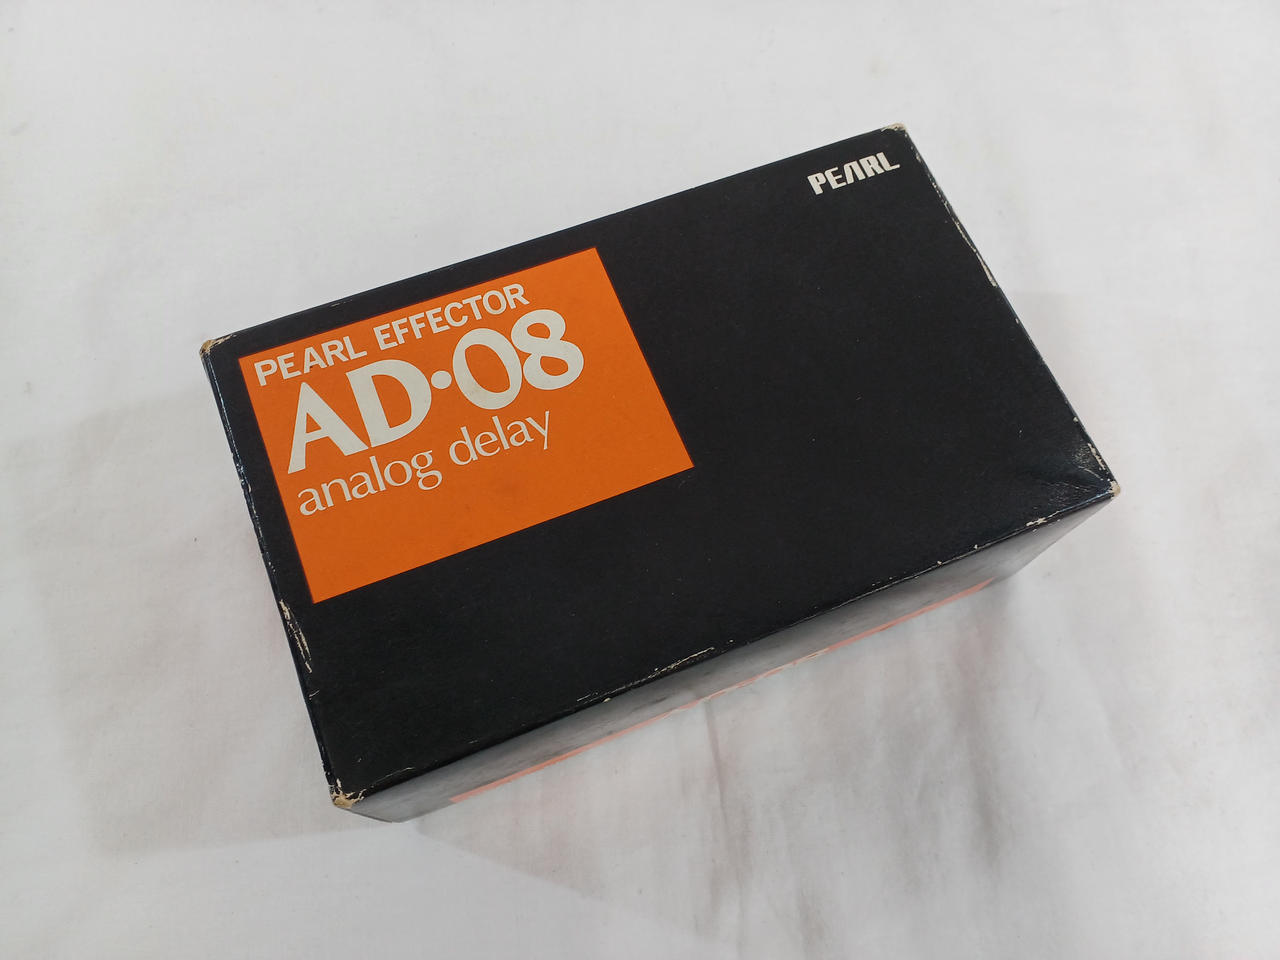 PEARL
PEARL EFFECTOR
AD·08
analog delay